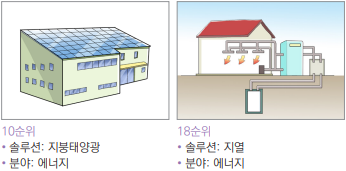 10순위
• 솔루션: 지붕태양광
• 분야: 에너지
18순위
• 솔루션: 지열
• 분야: 에너지